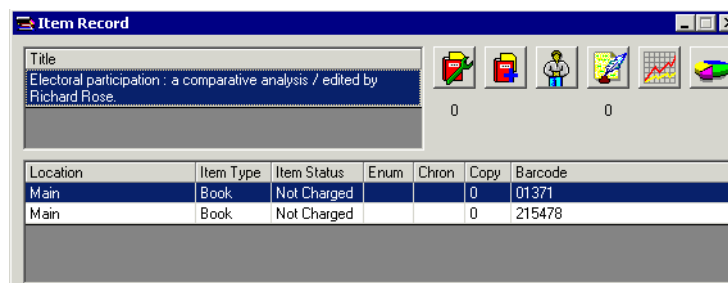 Item Record
Title
Electoral participation : a comparative analysis / edited by
Richard Rose.
0 0
Location Item Type Item Status Enum Chron Copy Barcode
Main Book Not Charged 0 01371
Main Book Not Charged 0 215478